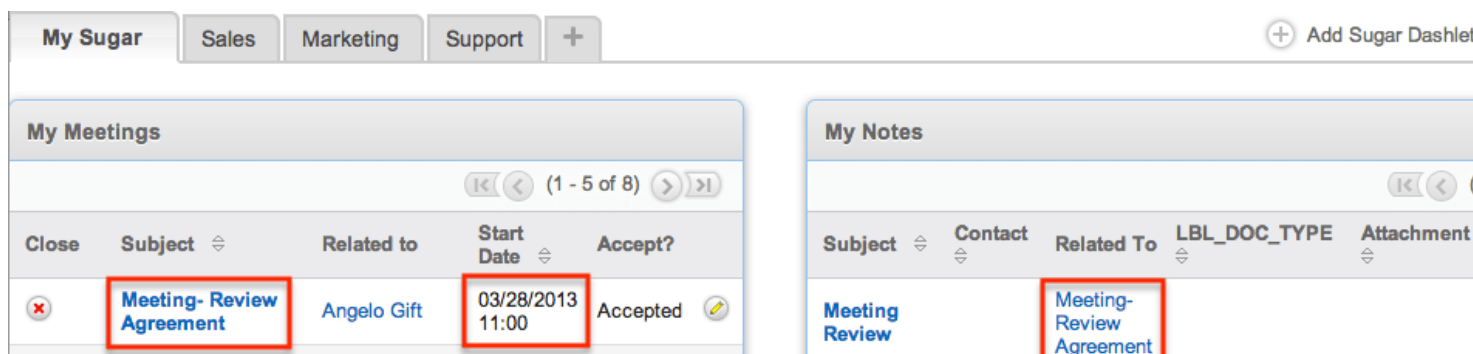 My Sugar Sales Marketing Support + Add Sugar Dashlet
My Meetings
(1 - 5 of 8)
Close Subject Related to Start Date Accept?
Meeting- Review Agreement
Angelo Gift
03/28/2013 11:00
Accepted
My Notes
Subject Contact Related To LBL_DOC_TYPE Attachment
Meeting Review
Meeting- Review Agreement